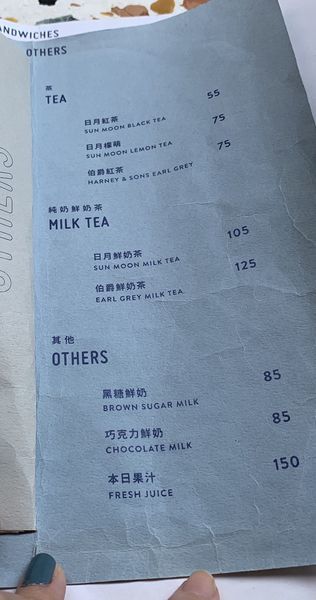 ANDWICHES
OTHERS
茶
TEA
日月紅茶 55
SUN MOON BLACK TEA
日月檬萌 75
SUN MOON LEMON TEA
伯爵紅茶 75
HARNEY & SONS EARL GREY
純奶鮮奶茶
MILK TEA
日月鮮奶茶 105
SUN MOON MILK TEA
伯爵鮮奶茶 125
EARL GREY MILK TEA
其他
OTHERS
黑糖鮮奶 85
BROWN SUGAR MILK
巧克力鮮奶 85
CHOCOLATE MILK
本日果汁 150
FRESH JUICE